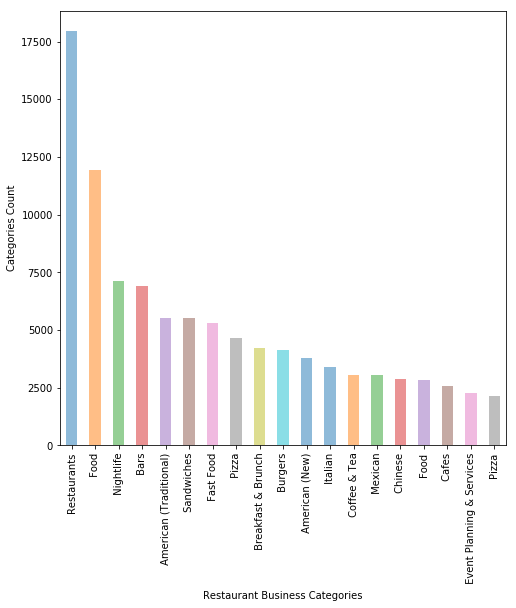 17500
15000
12500
10000
7500
5000
2500
0
Categories Count
Restaurants
Food
Nightlife
Bars
American (Traditional)
Sandwiches
Fast Food
Pizza
Breakfast & Brunch
Burgers
American (New)
Italian
Coffee & Tea
Mexican
Chinese
Food
Cafes
Event Planning & Services
Pizza
Restaurant Business Categories